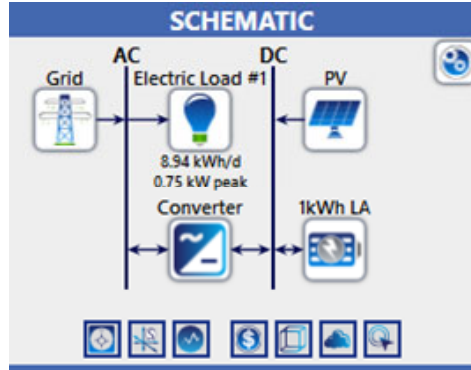 SCHEMATIC
AC DC
Grid Electric Load #1 PV
8.94 kWh/d
0.75 kW peak
Converter 1kWh LA